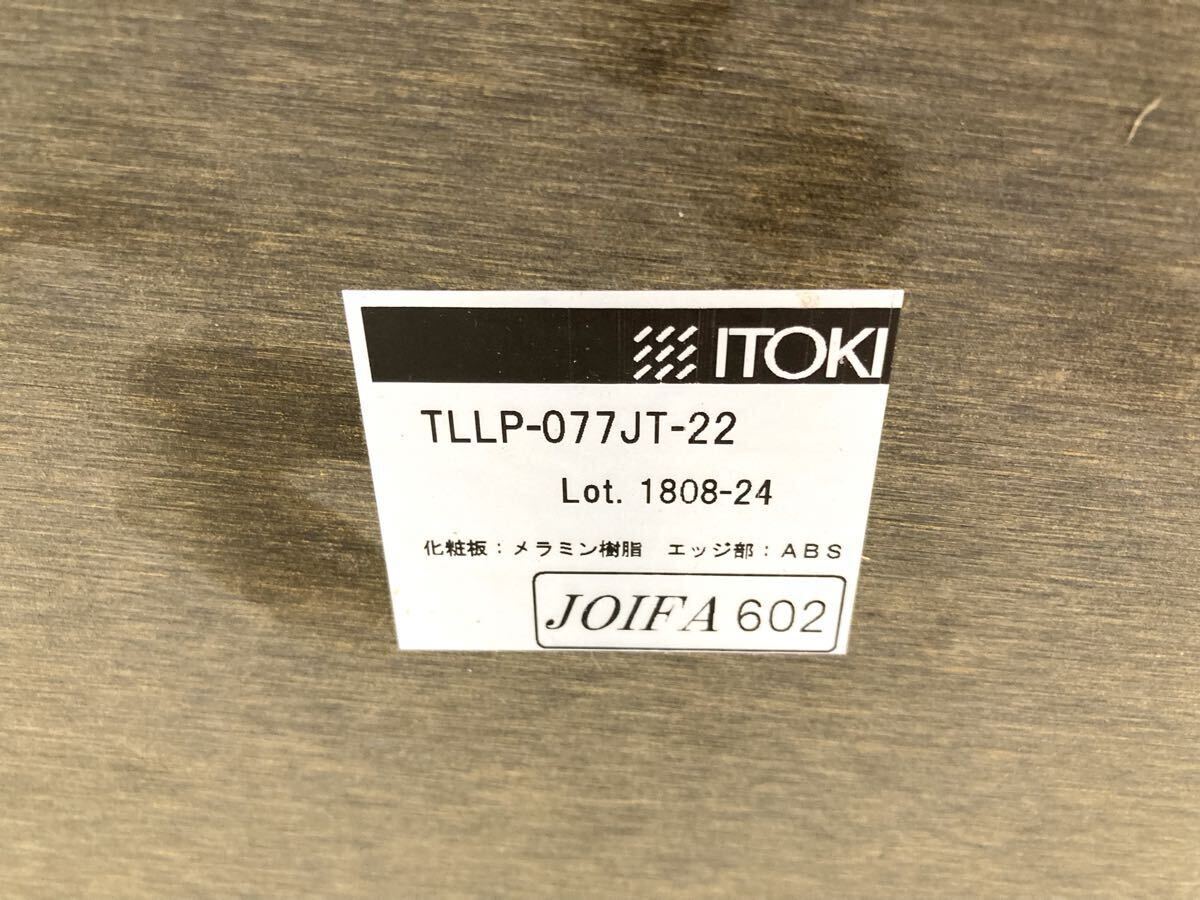 ITOKI
TLLP-077JT-22
Lot. 1808-24
化粧板：メラミン樹脂　エッジ部：ABS
JOIFA 602